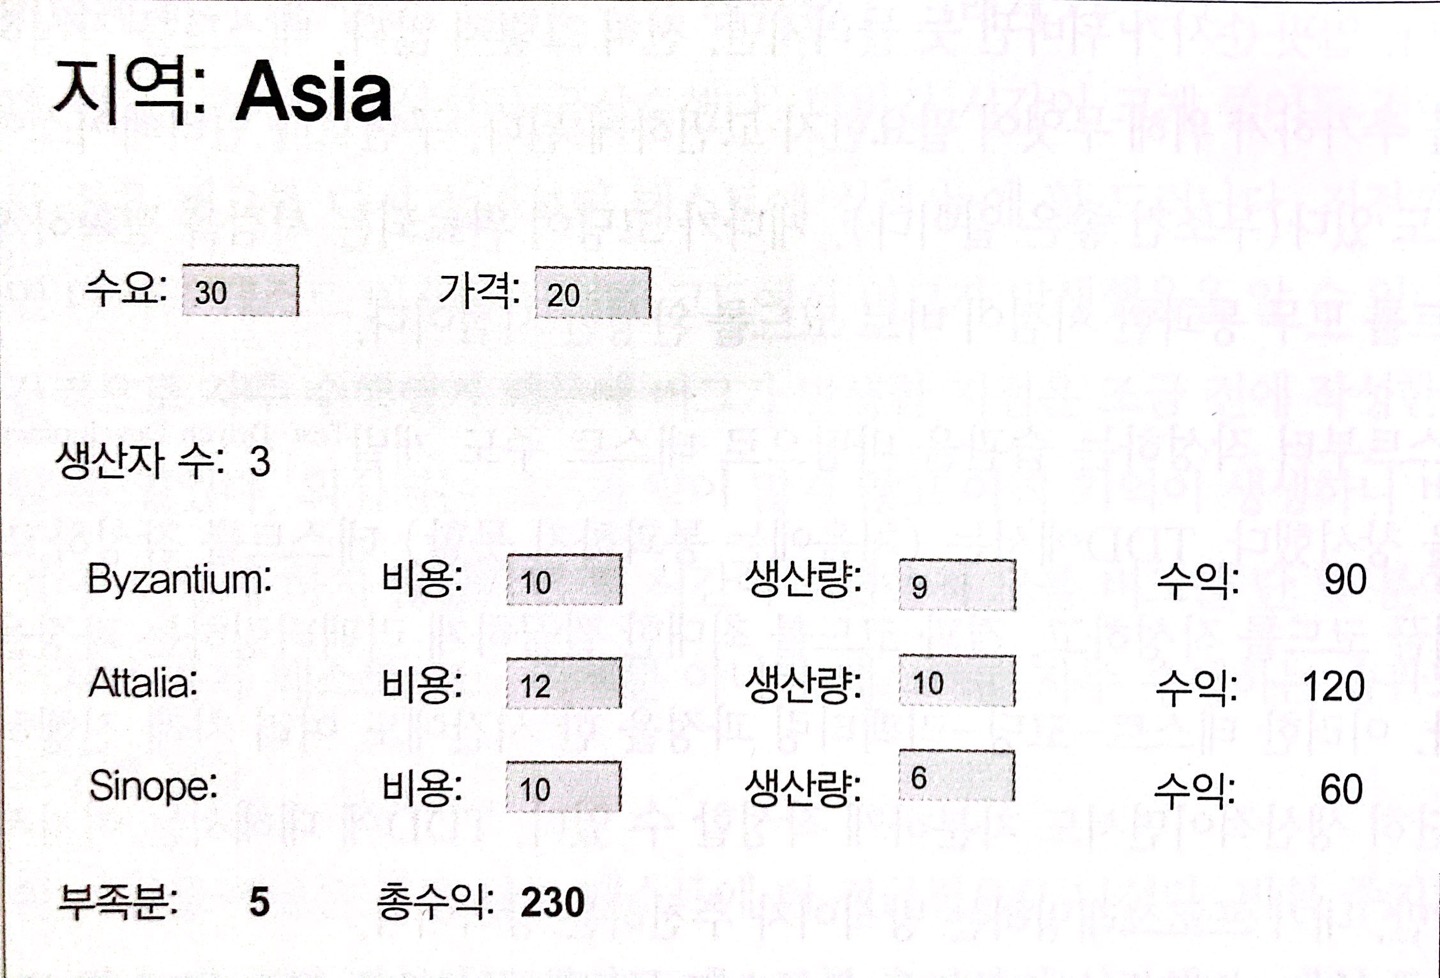 지역: Asia
수요: 30 가격: 20
생산자 수: 3
Byzantium: 비용: 10 생산량: 9 수익: 90
Attalia: 비용: 12 생산량: 10 수익: 120
Sinope: 비용: 10 생산량: 6 수익: 60
부족분: 5 총수익: 230